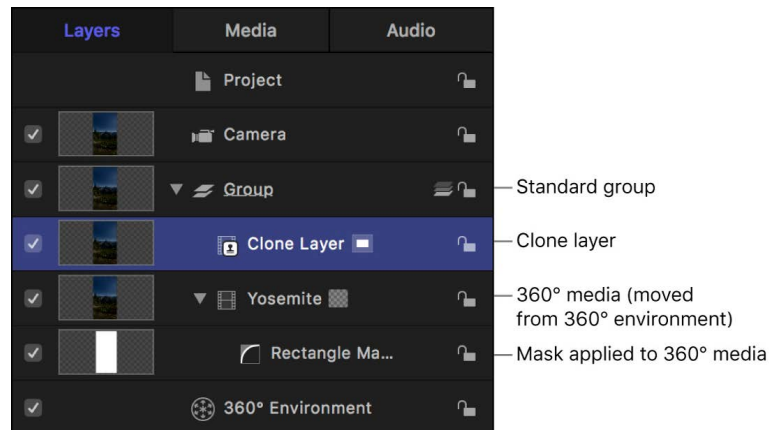 Layers Media Audio
Project
Camera
Group
Standard group
Clone Layer
Clone layer
Yosemite
360° media (moved
from 360° environment)
Rectangle Ma...
Mask applied to 360° media
360° Environment